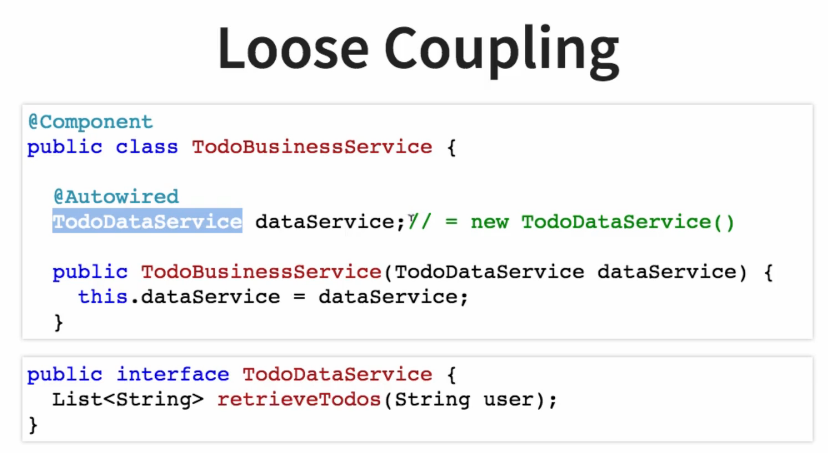 Loose Coupling
@Component
public class TodoBusinessService {
@Autowired
TodoDataService dataService;// = new TodoDataService()
public TodoBusinessService(TodoDataService dataService) {
this.dataService = dataService;
}
public interface TodoDataService {
List<String> retrieveTodos(String user);
}